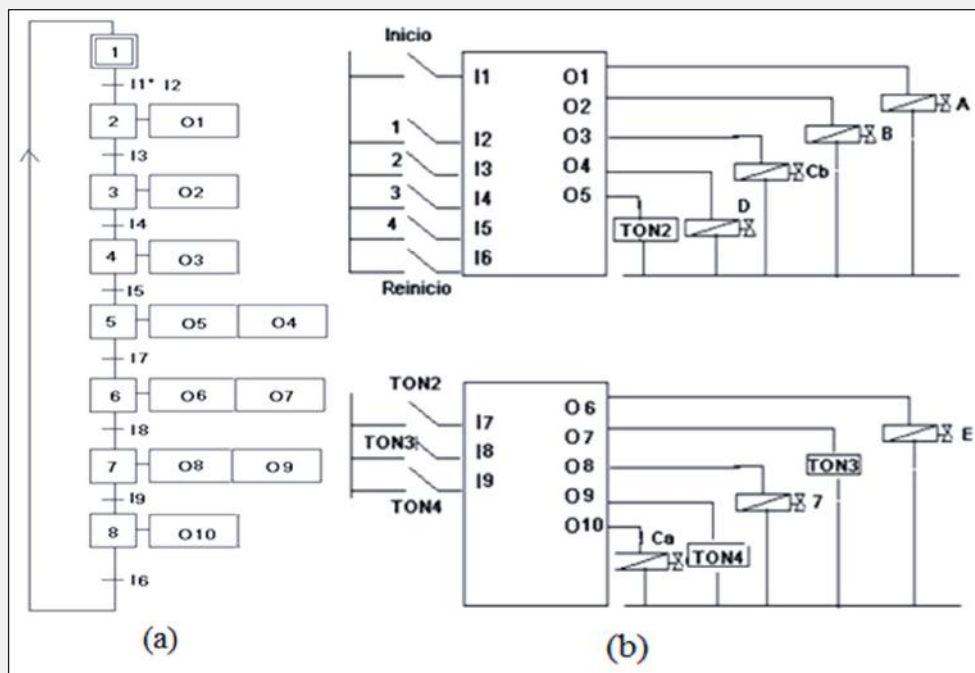 1
I1* I2
2 O1
I3
3 O2
I4
4 O3
I5
5 O5 O4
I7
6 O6 O7
I8
7 O8 O9
I9
8 O10
I6
(a)
Inicio
I1 O1
A
O2
B
1
I2 O3
Cb
2
I3 O4
D
3
I4 O5
TON2
4
I5
I6
Reinicio
TON2
I7 O6
E
TON3
I8 O7
TON3
I9 O8
7
TON4
O9
TON4
O10
Ca
(b)